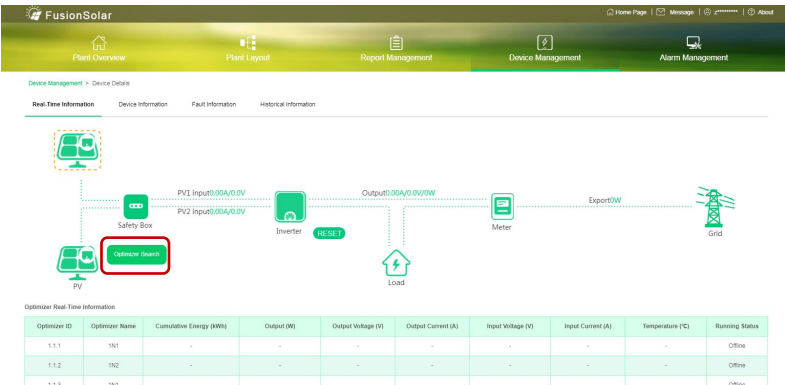 FusionSolar
Home Page | Message | z******** | About
Plant Overview Plant Layout Report Management Device Management Alarm Management
Device Management Device Details
Real-Time Information Device Information Fault Information Historical Information
PV1 input0.00A/0.0V Output0.00A/0.0V/0W Export0W
PV2 input0.00A/0.0V
Safety Box Inverter RESET Meter Grid
Optimizer Search
PV Load
Optimizer Real-Time Information
Optimizer ID Optimizer Name Cumulative Energy (kWh) Output (W) Output Voltage (V) Output Current (A) Input Voltage (V) Input Current (A) Temperature (℃) Running Status
1.1.1 1N1 - - - - - - - Offline
1.1.2 1N2 - - - - - - - Offline